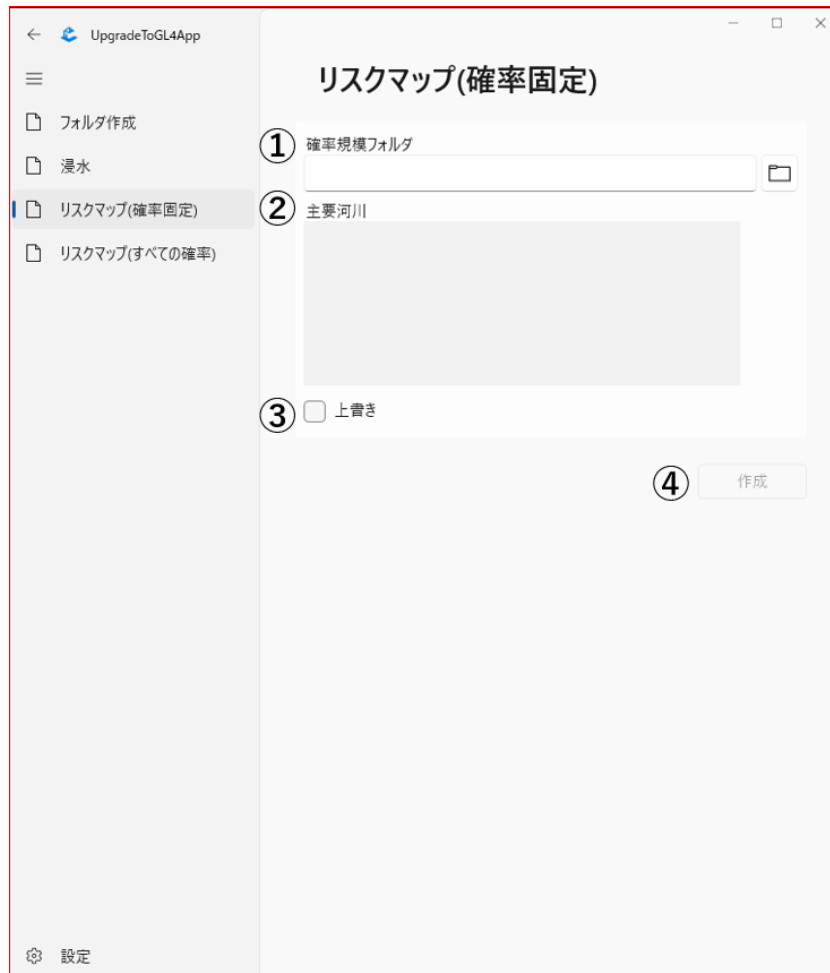 UpgradeToGL4App
フォルダ作成
浸水
リスクマップ(確率固定)
リスクマップ(すべての確率)
設定
リスクマップ(確率固定)
① 確率規模フォルダ
② 主要河川
③ 上書き
④ 作成